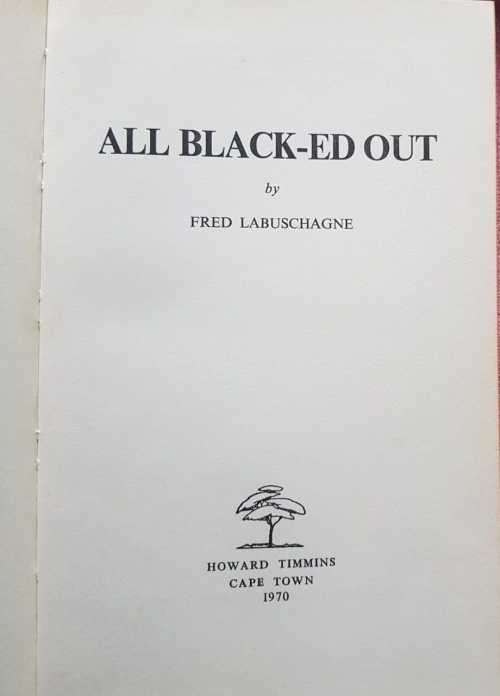 ALL BLACK-ED OUT
by
FRED LABUSCHAGNE
HOWARD TIMMINS
CAPE TOWN
1970